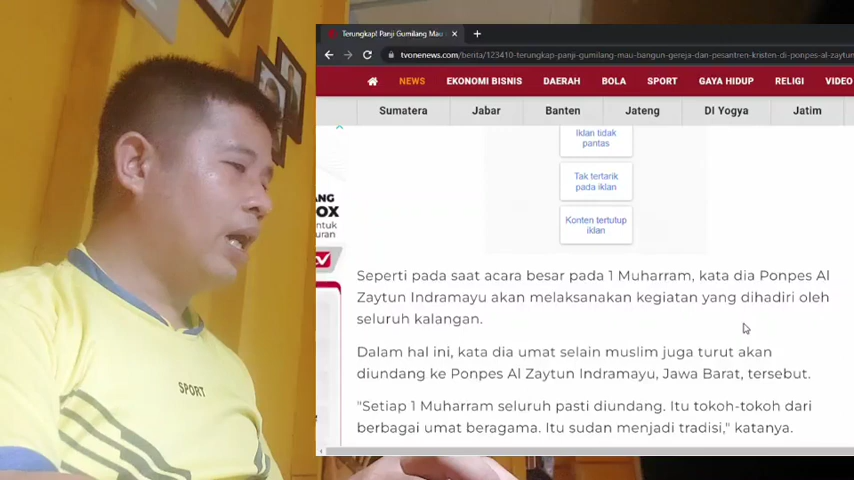 Terungkap! Panji Gumilang Mau
tvonenews.com/berita/123410-terungkap-panji-gumilang-mau-bangun-gereja-dan-pesantren-kristen-di-ponpes-al-zaytun
NEWS EKONOMI BISNIS DAERAH BOLA SPORT GAYA HIDUP RELIGI VIDEO
Sumatera Jabar Banten Jateng DI Yogya Jatim
Iklan tidak
pantas
Tak tertarik
pada iklan
Konten tertutup
iklan
ANG
OX
ntuk
uran
Seperti pada saat acara besar pada 1 Muharram, kata dia Ponpes Al
Zaytun Indramayu akan melaksanakan kegiatan yang dihadiri oleh
seluruh kalangan.
Dalam hal ini, kata dia umat selain muslim juga turut akan
diundang ke Ponpes Al Zaytun Indramayu, Jawa Barat, tersebut.
"Setiap 1 Muharram seluruh pasti diundang. Itu tokoh-tokoh dari
berbagai umat beragama. Itu sudan menjadi tradisi," katanya.
SPORT